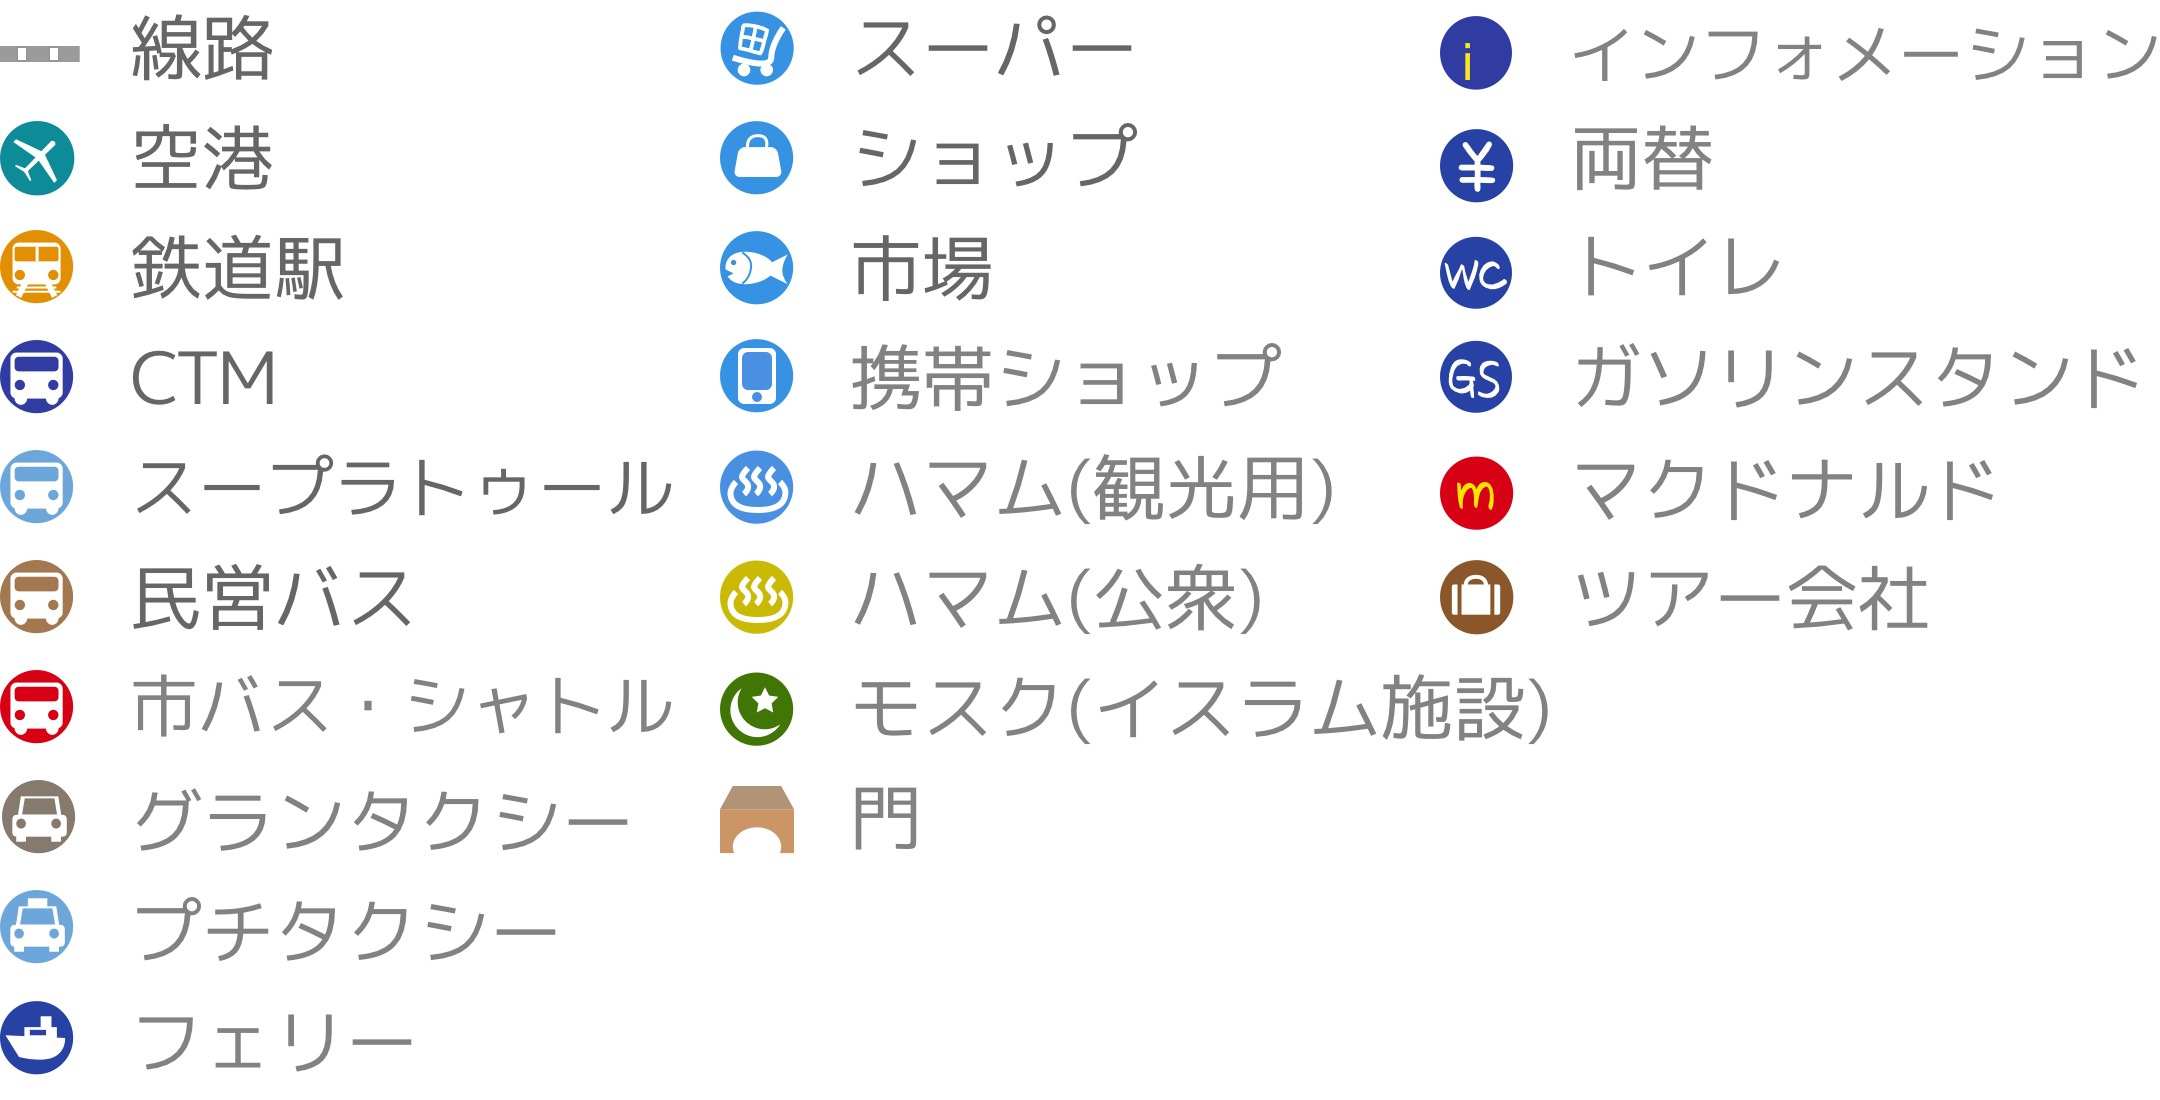 線路
空港
鉄道駅
CTM
スープラトゥール
民営バス
市バス・シャトル
グランタクシー
プチタクシー
フェリー
スーパー
ショップ
市場
携帯ショップ
ハマム(観光用)
ハマム(公衆)
モスク(イスラム施設)
門
i インフォメーション
¥ 両替
WC トイレ
GS ガソリンスタンド
m マクドナルド
ツアー会社